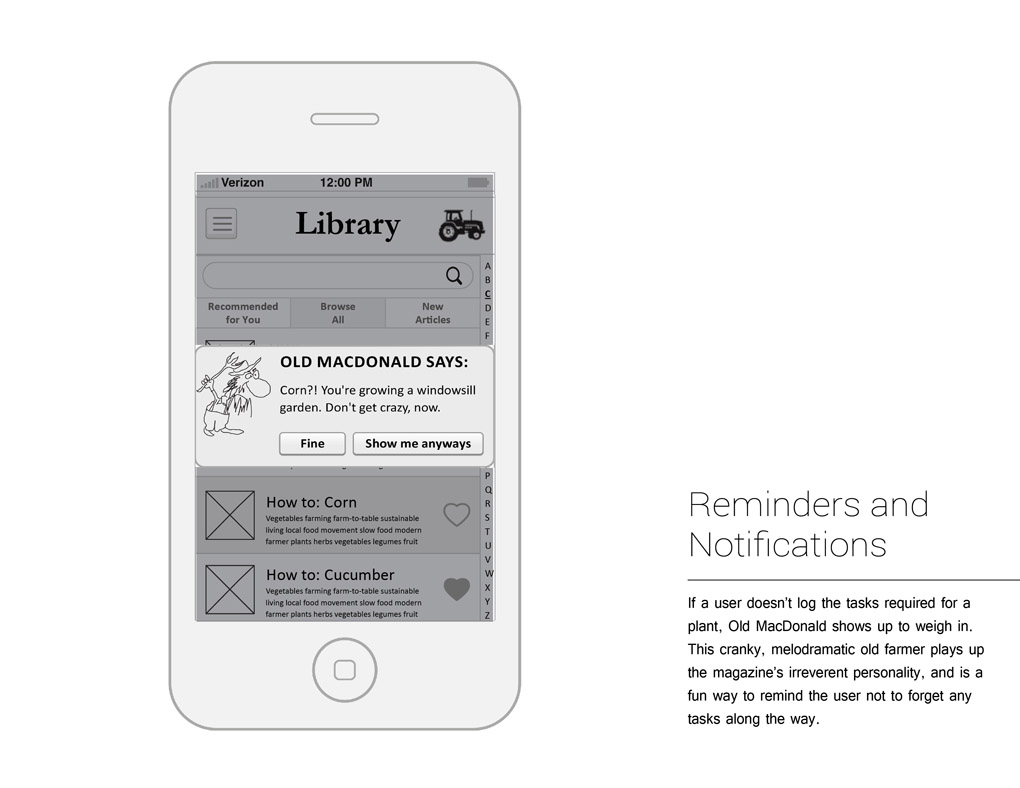 Verizon 12:00 PM
Library
A
B
C
D
E
F
Recommended for You
Browse All
New Articles
OLD MACDONALD SAYS:
Corn?! You're growing a windowsill
garden. Don't get crazy, now.
Fine
Show me anyways
P
Q
R
S
T
U
V
W
X
Y
Z
How to: Corn
Vegetables farming farm-to-table sustainable
living local food movement slow food modern
farmer plants herbs vegetables legumes fruit
How to: Cucumber
Vegetables farming farm-to-table sustainable
living local food movement slow food modern
farmer plants herbs vegetables legumes fruit
Reminders and
Notifications
If a user doesn't log the tasks required for a
plant, Old MacDonald shows up to weigh in.
This cranky, melodramatic old farmer plays up
the magazine's irreverent personality, and is a
fun way to remind the user not to forget any
tasks along the way.